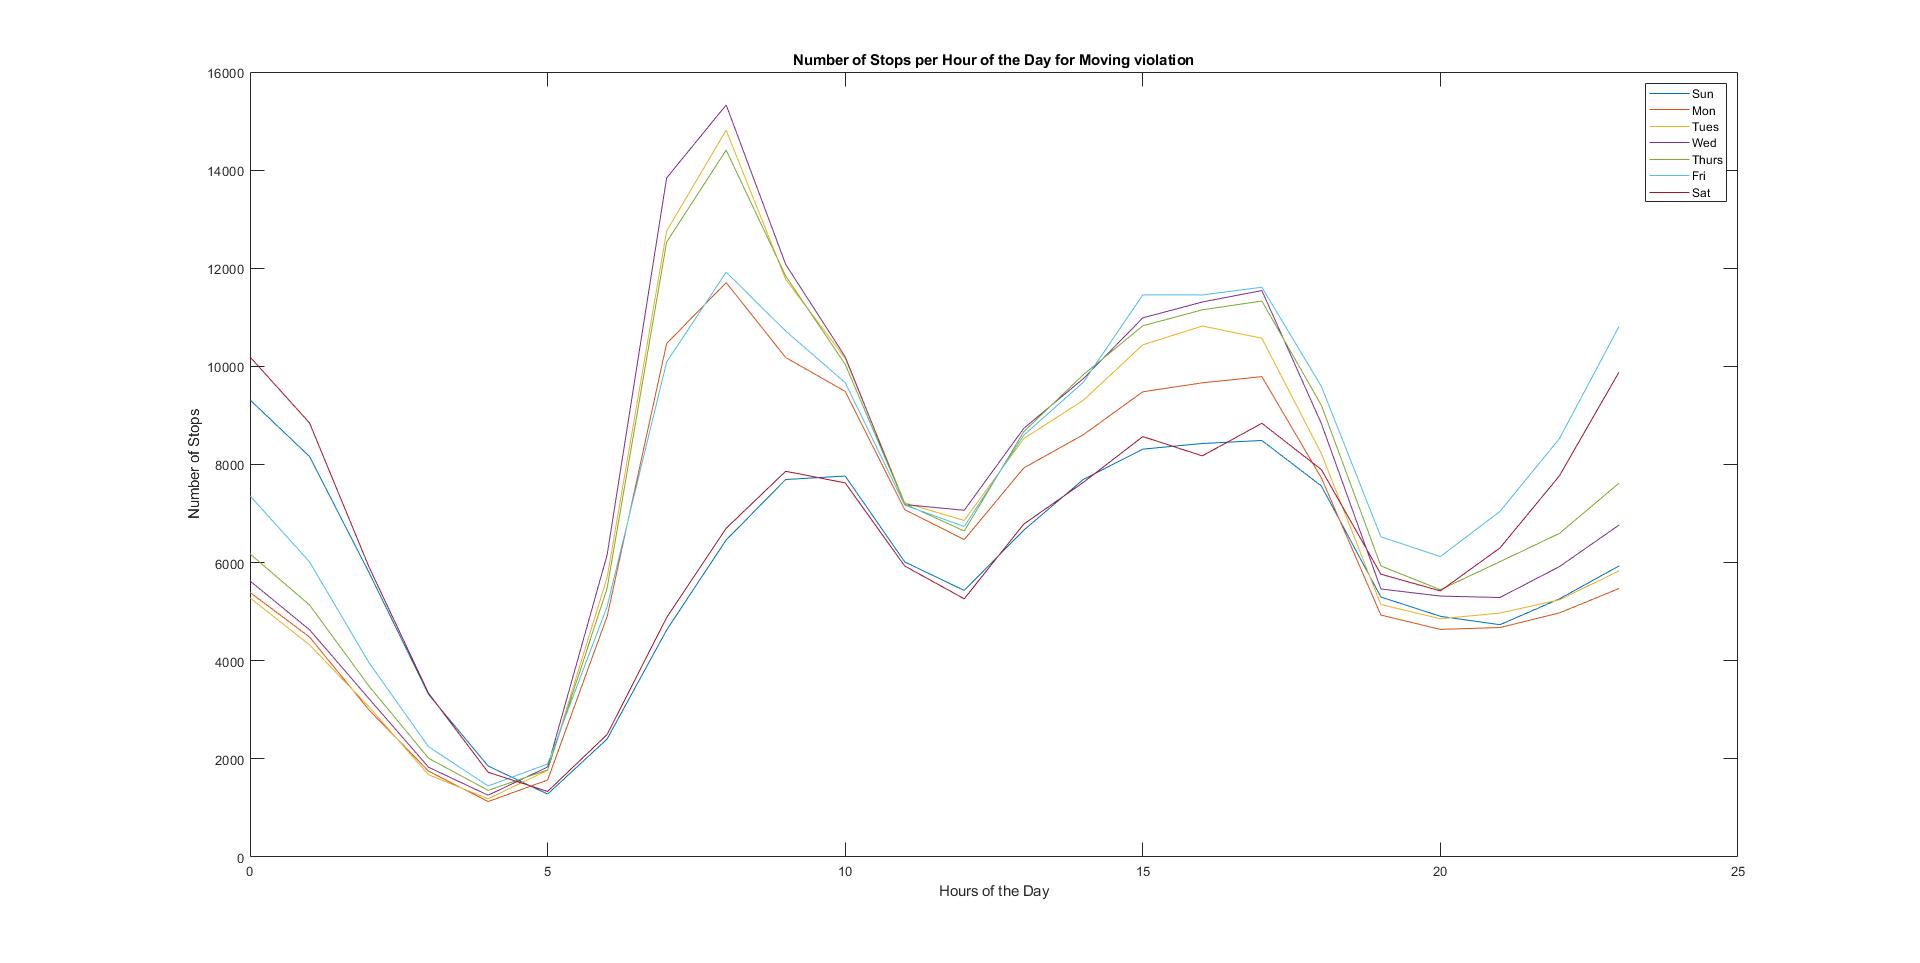 Number of Stops per Hour of the Day for Moving violation
16000
14000
12000
10000
8000
6000
4000
2000
0
Number of Stops
Sun
Mon
Tues
Wed
Thurs
Fri
Sat
0 5 10 15 20 25
Hours of the Day